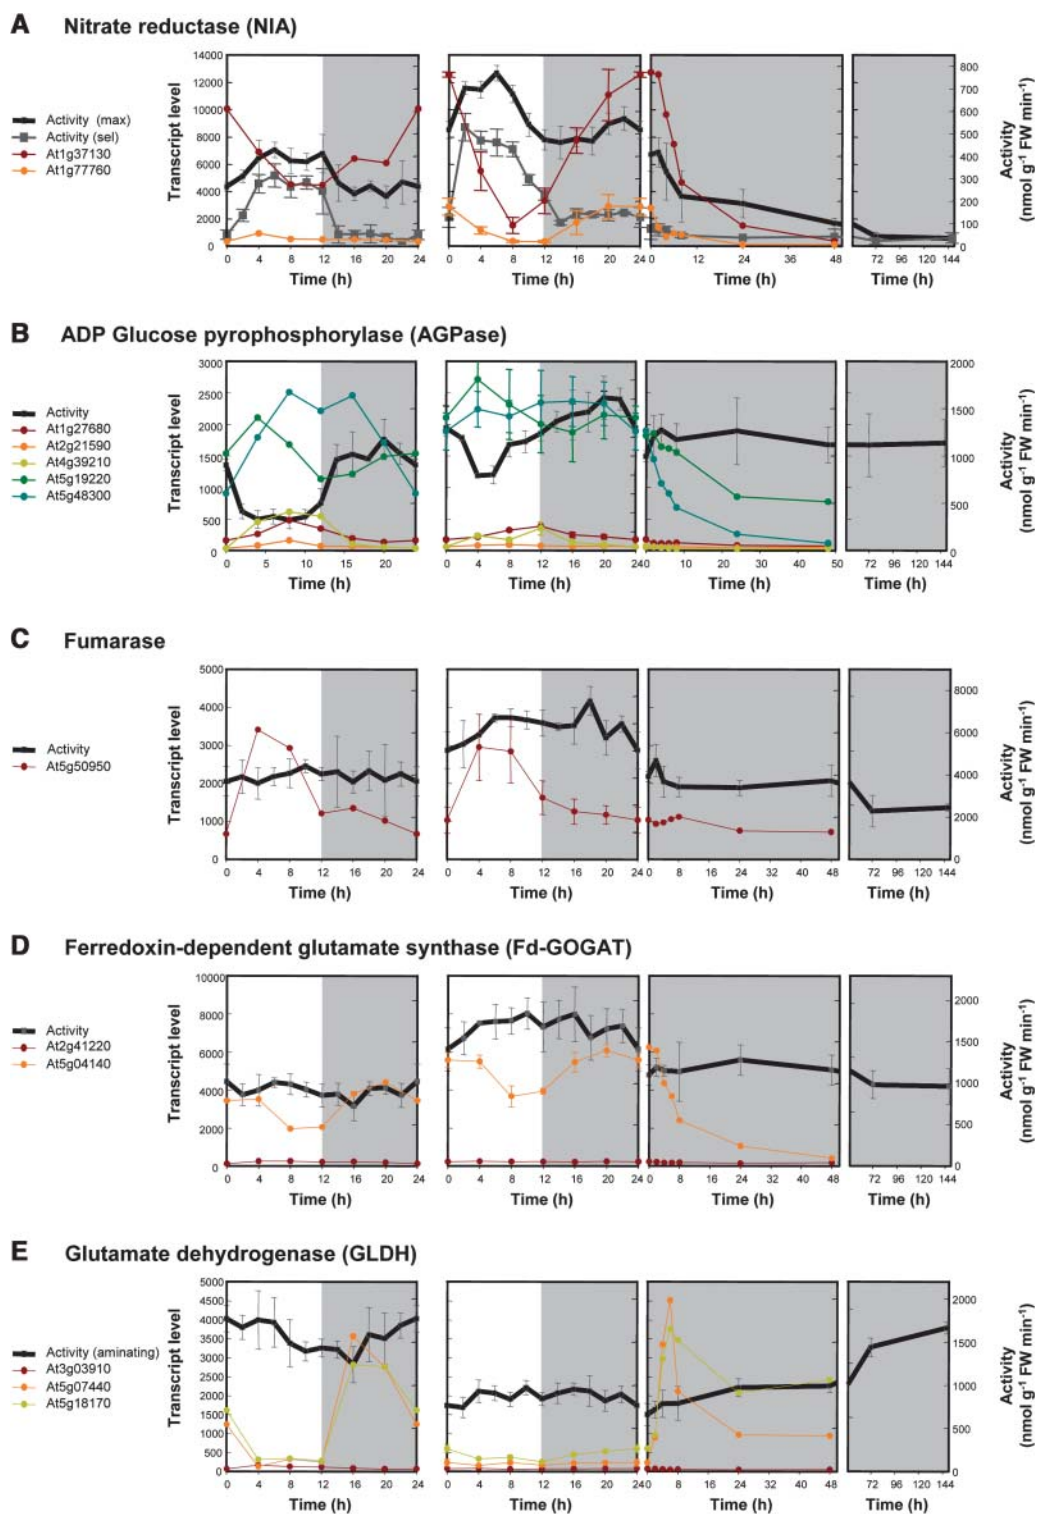 A Nitrate reductase (NIA)
Activity (max)
Activity (sel)
At1g37130
At1g77760
Transcript level
14000
12000
10000
8000
6000
4000
2000
0
0 4 8 12 16 20 24
Time (h)
0 4 8 12 16 20 24
Time (h)
0 12 24 36 48
Time (h)
72 96 120 144
Time (h)
800
700
600
500
400
300
200
100
0
Activity
(nmol g⁻¹ FW min⁻¹)
B ADP Glucose pyrophosphorylase (AGPase)
Activity
At1g27680
At2g21590
At4g39210
At5g19220
At5g48300
Transcript level
3000
2500
2000
1500
1000
500
0
0 5 10 15 20
Time (h)
0 4 8 12 16 20 24
Time (h)
0 10 20 30 40 50
Time (h)
72 96 120 144
Time (h)
2000
1500
1000
500
0
Activity
(nmol g⁻¹ FW min⁻¹)
C Fumarase
Activity
At5g50950
Transcript level
5000
4000
3000
2000
1000
0
0 4 8 12 16 20 24
Time (h)
0 4 8 12 16 20 24
Time (h)
0 8 16 24 32 40 48
Time (h)
72 96 120 144
Time (h)
8000
6000
4000
2000
0
Activity
(nmol g⁻¹ FW min⁻¹)
D Ferredoxin-dependent glutamate synthase (Fd-GOGAT)
Activity
At2g41220
At5g04140
Transcript level
10000
8000
6000
4000
2000
0
0 4 8 12 16 20 24
Time (h)
0 4 8 12 16 20 24
Time (h)
0 8 16 24 32 40 48
Time (h)
72 96 120 144
Time (h)
2000
1500
1000
500
0
Activity
(nmol g⁻¹ FW min⁻¹)
E Glutamate dehydrogenase (GLDH)
Activity (aminating)
At3g03910
At5g07440
At5g18170
Transcript level
5000
4500
4000
3500
3000
2500
2000
1500
1000
500
0
0 4 8 12 16 20 24
Time (h)
0 4 8 12 16 20 24
Time (h)
0 8 16 24 32 40 48
Time (h)
72 96 120 144
Time (h)
2000
1500
1000
500
0
Activity
(nmol g⁻¹ FW min⁻¹)